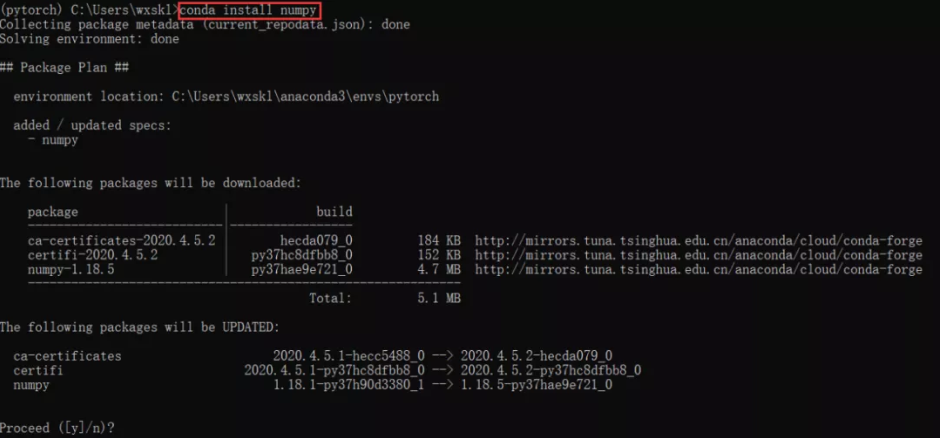 (pytorch) C:\Users\wxskl>conda install numpy
Collecting package metadata (current_repodata.json): done
Solving environment: done
## Package Plan ##
environment location: C:\Users\wxskl\anaconda3\envs\pytorch
added / updated specs:
- numpy
The following packages will be downloaded:
package | build
---------------------------|-----------------
ca-certificates-2020.4.5.2 | hecda079_0 184 KB http://mirrors.tuna.tsinghua.edu.cn/anaconda/cloud/conda-forge
certifi-2020.4.5.2 | py37hc8dfbb8_0 152 KB http://mirrors.tuna.tsinghua.edu.cn/anaconda/cloud/conda-forge
numpy-1.18.5 | py37hae9e721_0 4.7 MB http://mirrors.tuna.tsinghua.edu.cn/anaconda/cloud/conda-forge
------------------------------------------------------------
Total: 5.1 MB
The following packages will be UPDATED:
ca-certificates 2020.4.5.1-hecc5488_0 --> 2020.4.5.2-hecda079_0
certifi 2020.4.5.1-py37hc8dfbb8_0 --> 2020.4.5.2-py37hc8dfbb8_0
numpy 1.18.1-py37h90d3380_1 --> 1.18.5-py37hae9e721_0
Proceed ([y]/n)?